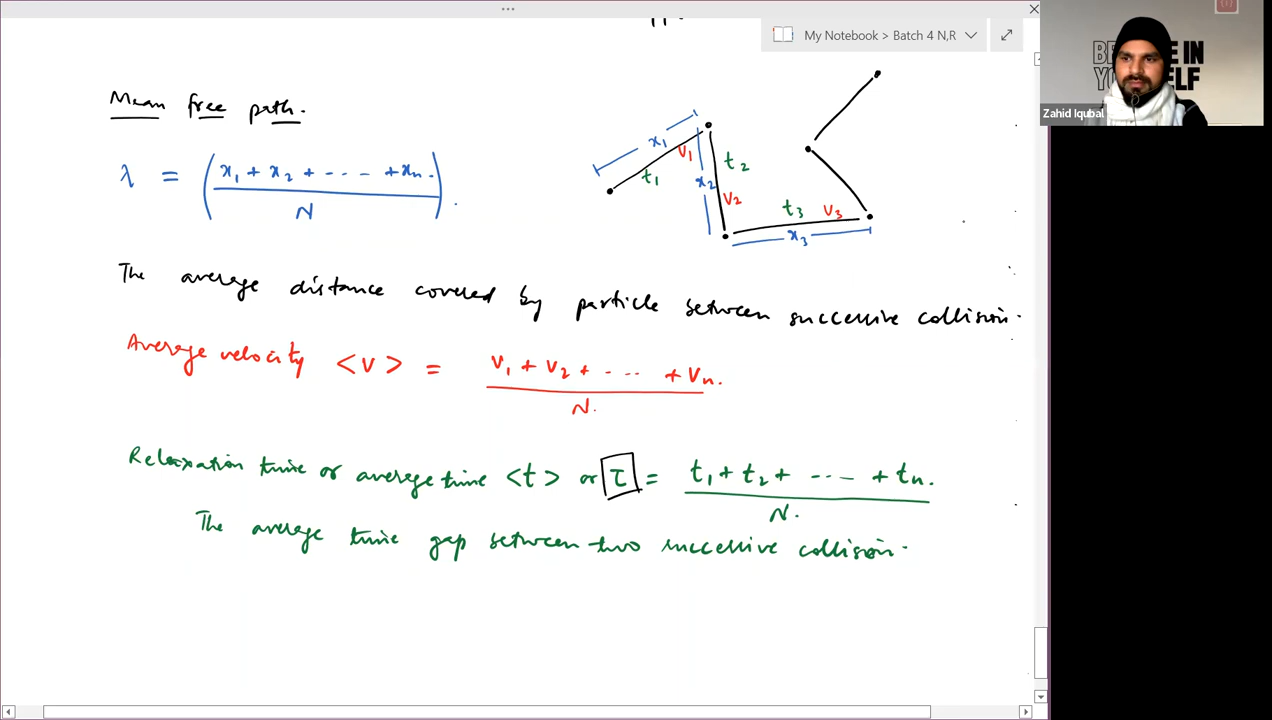 My Notebook > Batch 4 N,R
Zahid Iqubal
Mean free path.
λ = ( x₁ + x₂ + ---- + xn. / N ) .
x₁ v₁ t₁
x₂ t₂ v₂
t₃ v₃ x₃
The average distance covered by particle between successive collision.
Average velocity <v> = v₁ + v₂ + ---- + vn. / N.
Relaxation time or average time <t> or τ = t₁ + t₂ + ---- + tn. / N.
The average time gap between two successive collision.